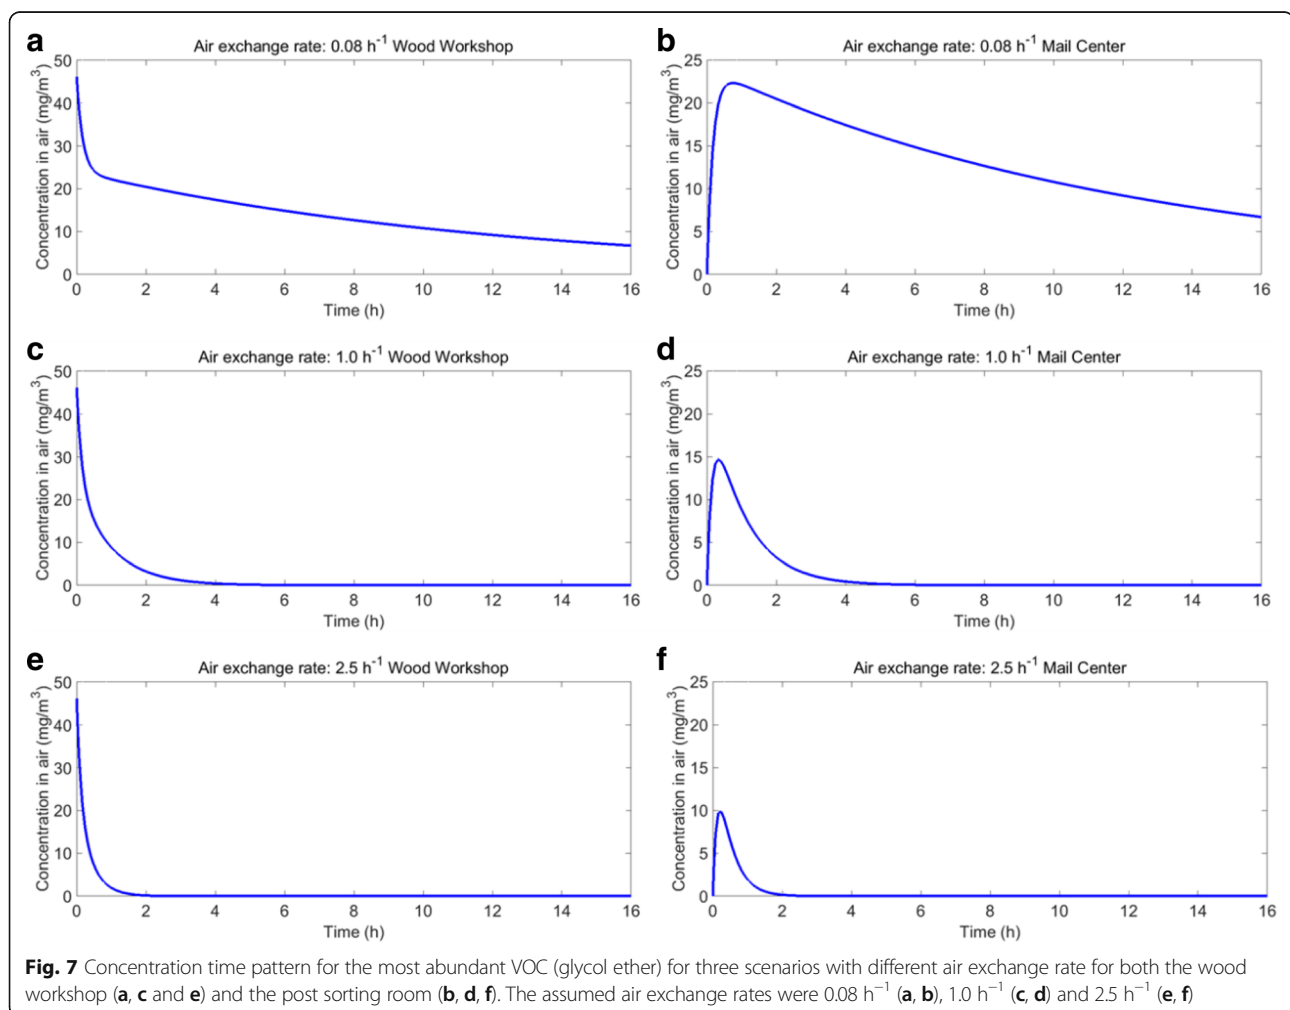 a
Air exchange rate: 0.08 h⁻¹ Wood Workshop
Concentration in air (mg/m³)
50
40
30
20
10
0
0 2 4 6 8 10 12 14 16
Time (h)
b
Air exchange rate: 0.08 h⁻¹ Mail Center
Concentration in air (mg/m³)
25
20
15
10
5
0
0 2 4 6 8 10 12 14 16
Time (h)
c
Air exchange rate: 1.0 h⁻¹ Wood Workshop
Concentration in air (mg/m³)
50
40
30
20
10
0
0 2 4 6 8 10 12 14 16
Time (h)
d
Air exchange rate: 1.0 h⁻¹ Mail Center
Concentration in air (mg/m³)
25
20
15
10
5
0
0 2 4 6 8 10 12 14 16
Time (h)
e
Air exchange rate: 2.5 h⁻¹ Wood Workshop
Concentration in air (mg/m³)
50
40
30
20
10
0
0 2 4 6 8 10 12 14 16
Time (h)
f
Air exchange rate: 2.5 h⁻¹ Mail Center
Concentration in air (mg/m³)
25
20
15
10
5
0
0 2 4 6 8 10 12 14 16
Time (h)
Fig. 7 Concentration time pattern for the most abundant VOC (glycol ether) for three scenarios with different air exchange rate for both the wood
workshop (a, c and e) and the post sorting room (b, d, f). The assumed air exchange rates were 0.08 h⁻¹ (a, b), 1.0 h⁻¹ (c, d) and 2.5 h⁻¹ (e, f)